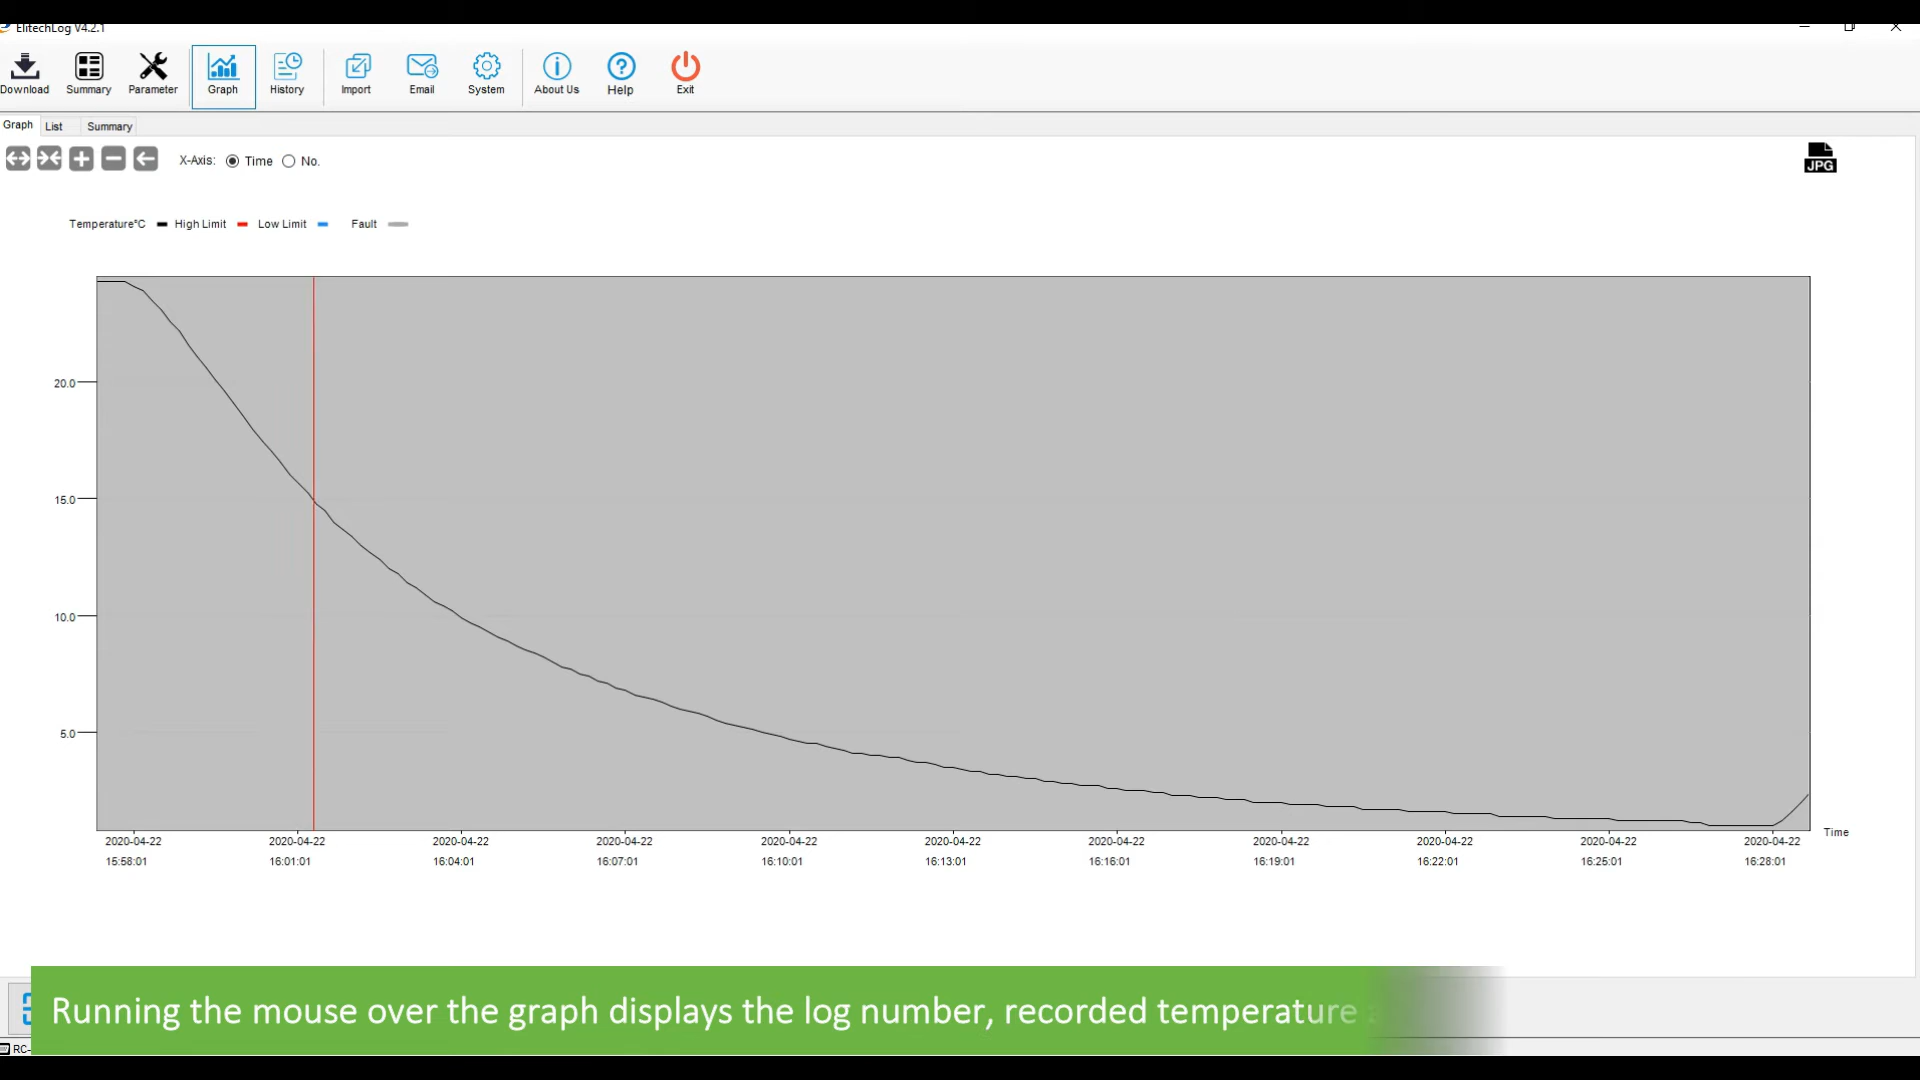 ElitechLog V4.2.1
Download Summary Parameter Graph History Import Email System About Us Help Exit
Graph List Summary
X-Axis: Time No.
JPG
Temperature°C High Limit Low Limit Fault
20.0
15.0
10.0
5.0
2020-04-22 2020-04-22 2020-04-22 2020-04-22 2020-04-22 2020-04-22 2020-04-22 2020-04-22 2020-04-22 2020-04-22 2020-04-22 Time
15:58:01 16:01:01 16:04:01 16:07:01 16:10:01 16:13:01 16:16:01 16:19:01 16:22:01 16:25:01 16:28:01
Running the mouse over the graph displays the log number, recorded temperature
RC-